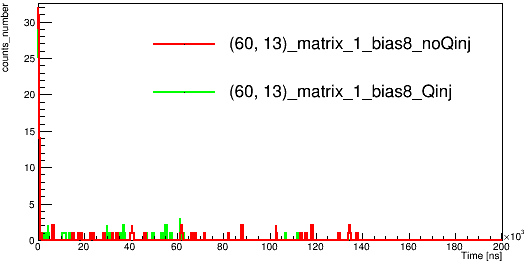 counts_number
30
25
20
15
10
5
0
(60, 13)_matrix_1_bias8_noQinj
(60, 13)_matrix_1_bias8_Qinj
0 20 40 60 80 100 120 140 160 180 200
×10³
Time [ns]